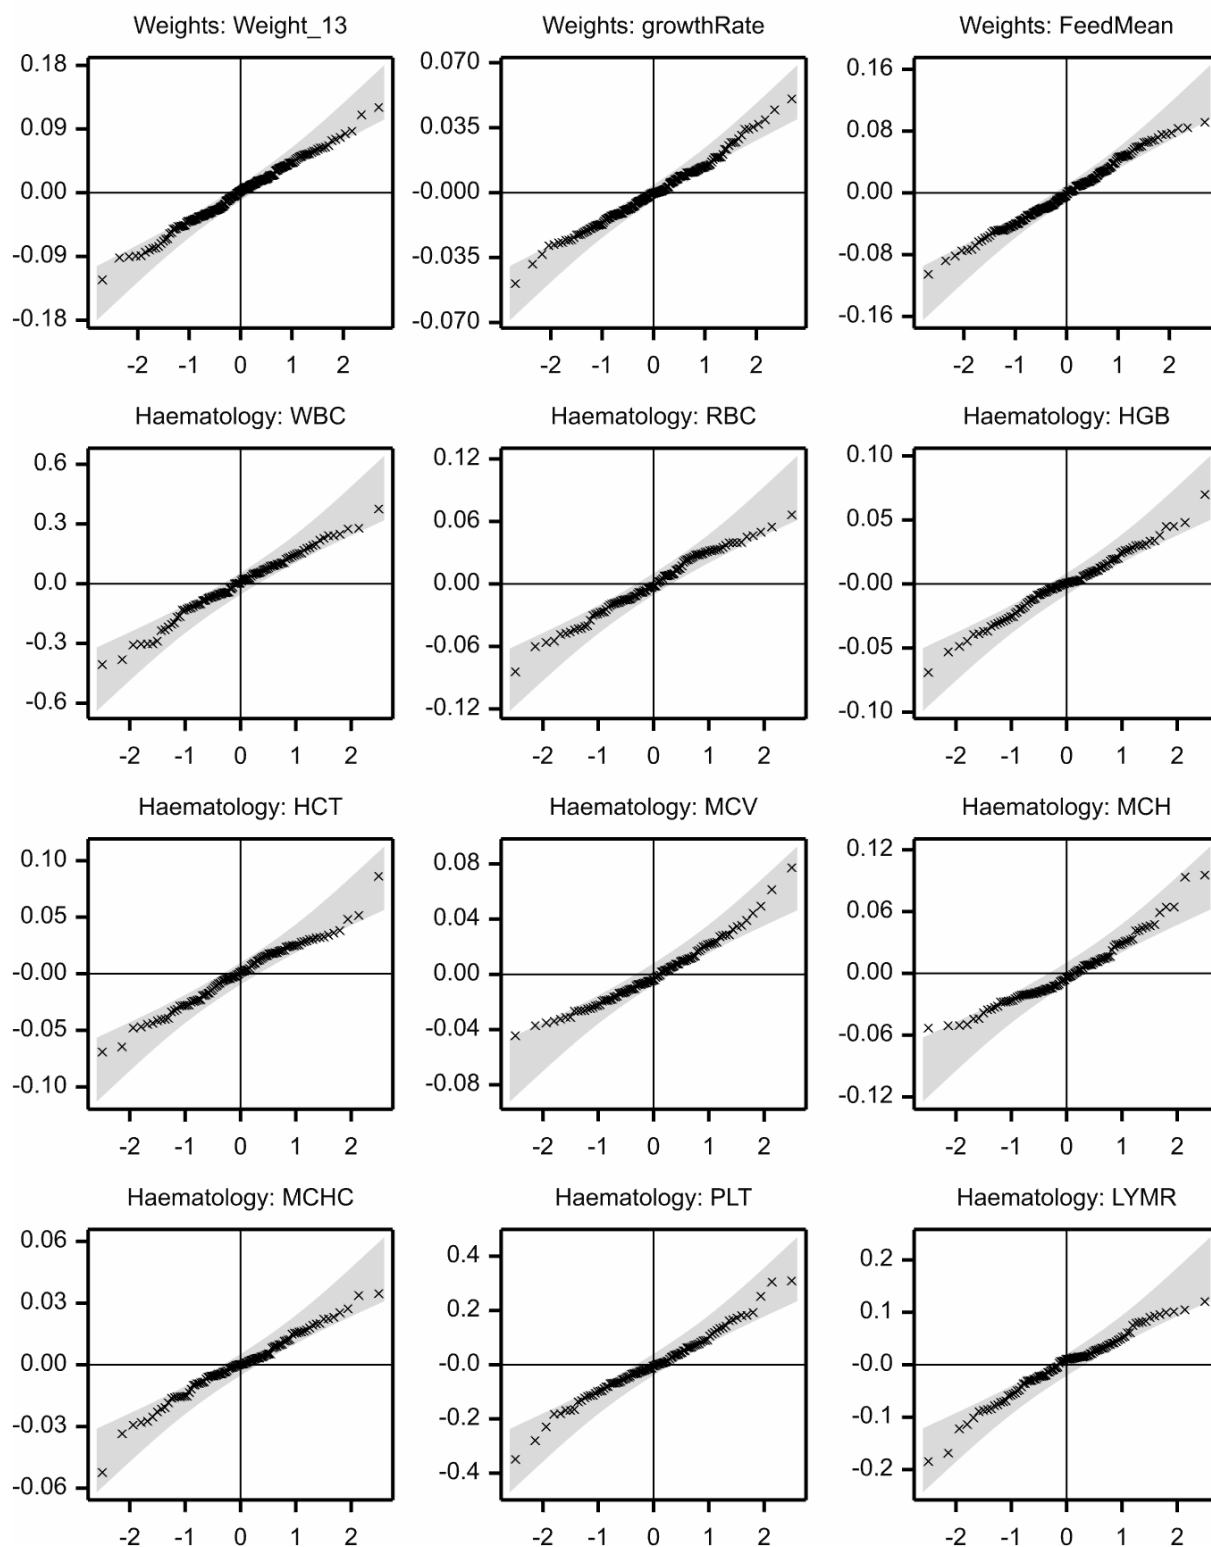 Weights: Weight_13 Weights: growthRate Weights: FeedMean
0.18 0.070 0.16
0.09 0.035 0.08
0.00 -0.000 0.00
-0.09 -0.035 -0.08
-0.18 -0.070 -0.16
-2 -1 0 1 2 -2 -1 0 1 2 -2 -1 0 1 2
Haematology: WBC Haematology: RBC Haematology: HGB
0.6 0.12 0.10
0.3 0.06 0.05
0.0 0.00 -0.00
-0.3 -0.06 -0.05
-0.6 -0.12 -0.10
-2 -1 0 1 2 -2 -1 0 1 2 -2 -1 0 1 2
Haematology: HCT Haematology: MCV Haematology: MCH
0.10 0.08 0.12
0.05 0.04 0.06
-0.00 0.00 0.00
-0.05 -0.04 -0.06
-0.10 -0.08 -0.12
-2 -1 0 1 2 -2 -1 0 1 2 -2 -1 0 1 2
Haematology: MCHC Haematology: PLT Haematology: LYMR
0.06 0.4 0.2
0.03 0.2 0.1
0.00 -0.0 -0.0
-0.03 -0.2 -0.1
-0.06 -0.4 -0.2
-2 -1 0 1 2 -2 -1 0 1 2 -2 -1 0 1 2